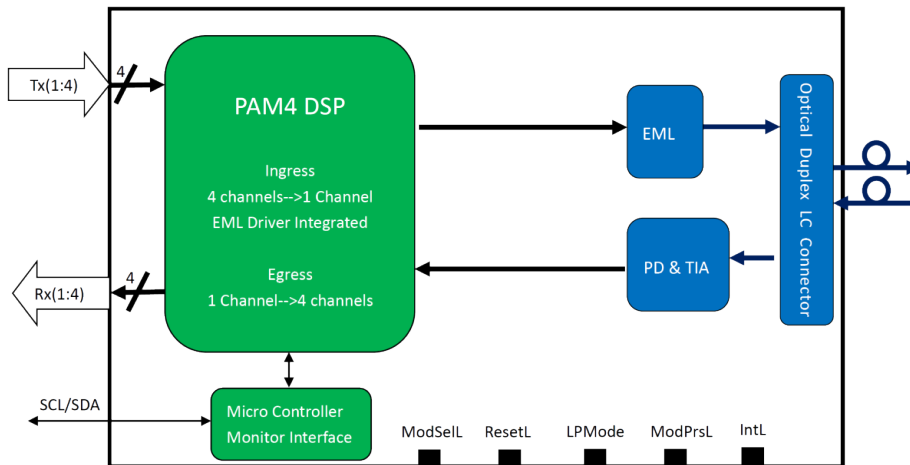 Tx(1:4)
4
PAM4 DSP
Ingress
4 channels-->1 Channel
EML Driver Integrated
Egress
1 Channel-->4 channels
EML
PD & TIA
Optical Duplex LC Connector
4
Rx(1:4)
SCL/SDA
Micro Controller
Monitor Interface
ModSelL
ResetL
LPMode
ModPrsL
IntL